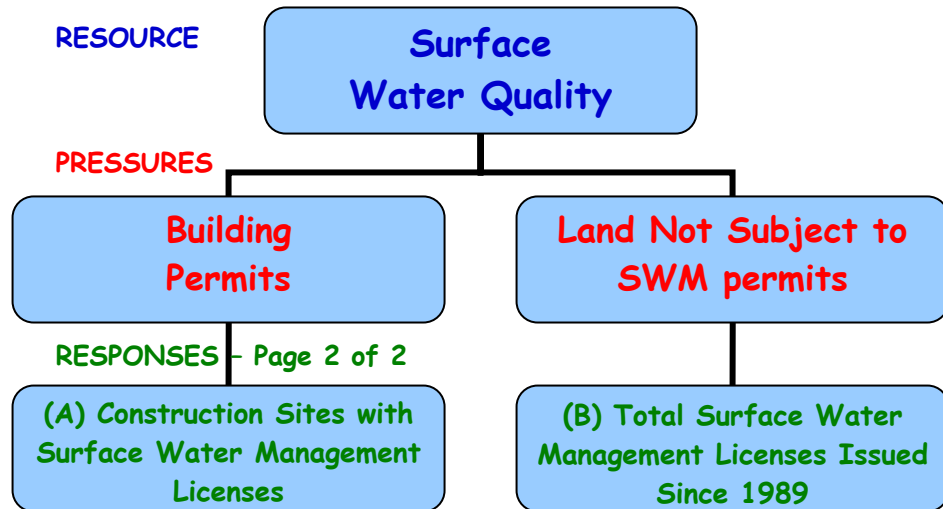 RESOURCE
Surface
Water Quality
PRESSURES
Building
Permits
Land Not Subject to
SWM permits
RESPONSES – Page 2 of 2
(A) Construction Sites with
Surface Water Management
Licenses
(B) Total Surface Water
Management Licenses Issued
Since 1989